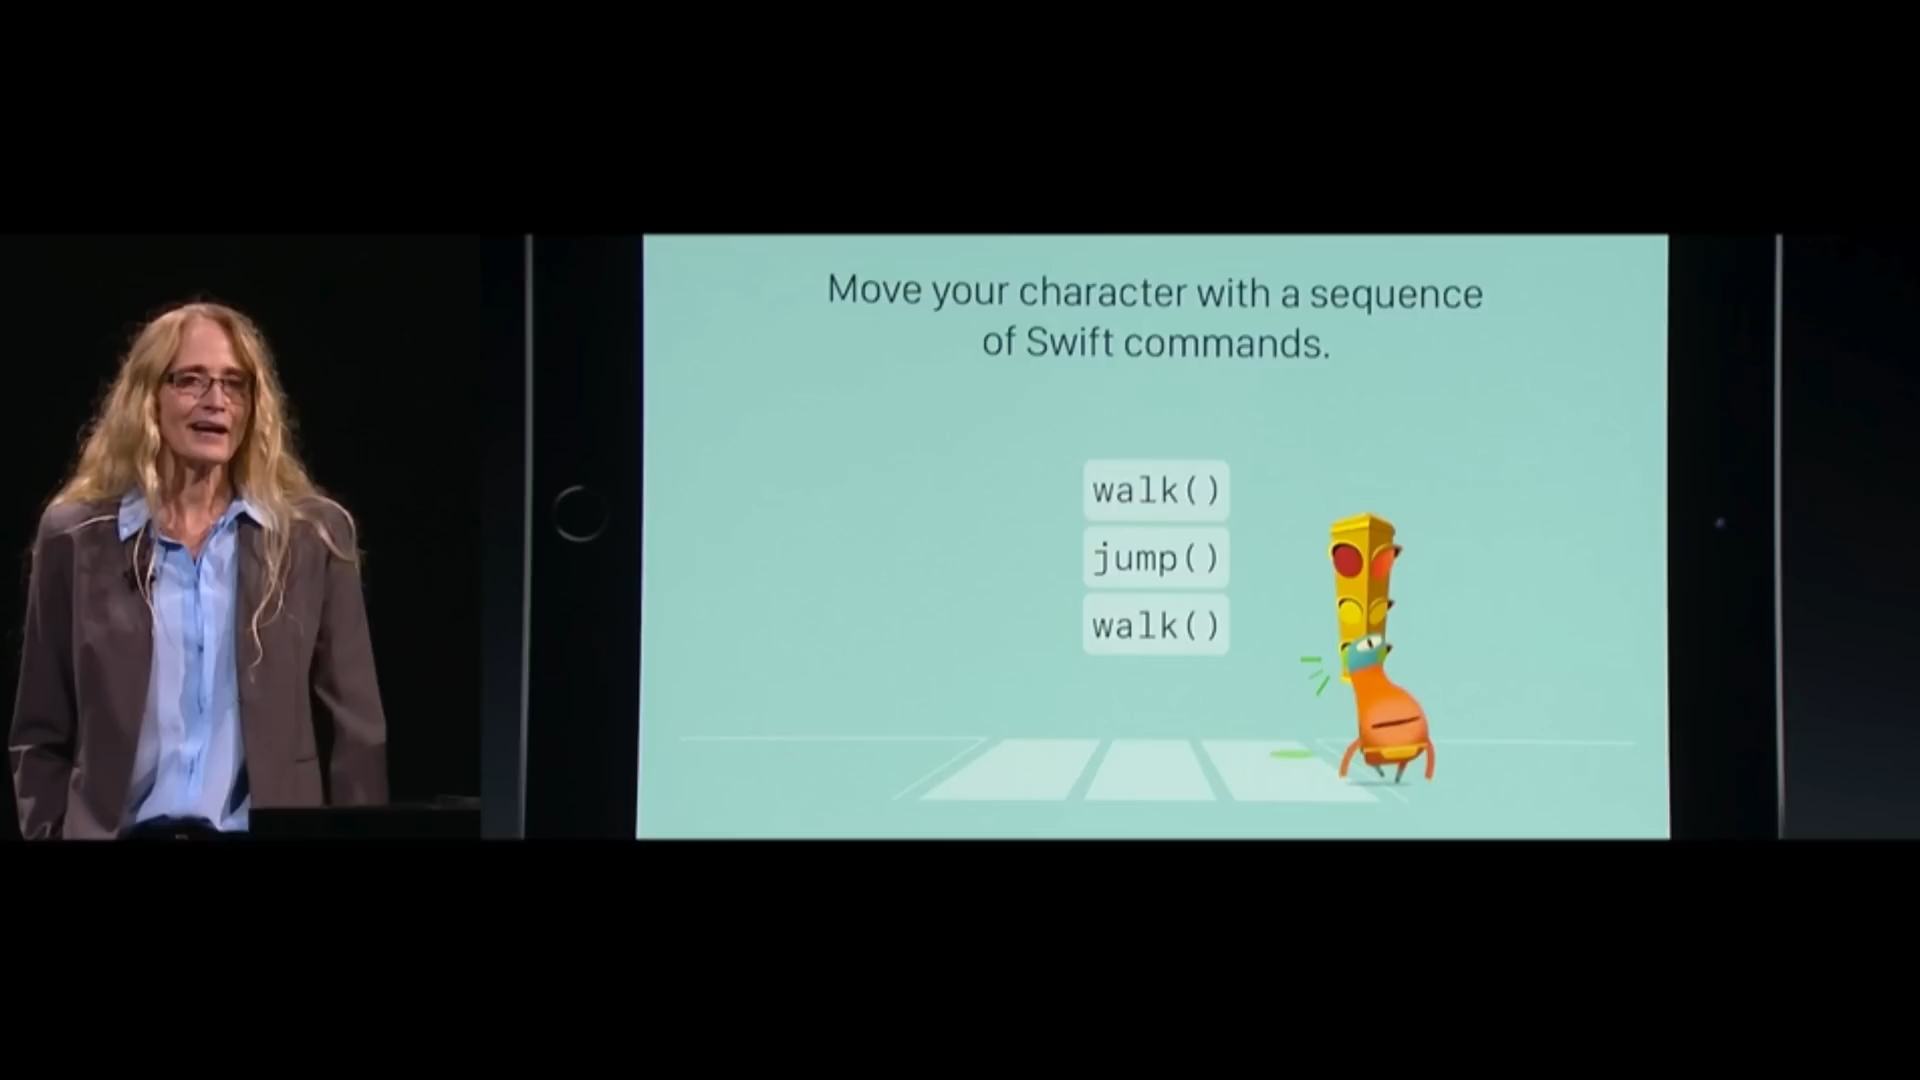 Move your character with a sequence
of Swift commands.
walk()
jump()
walk()